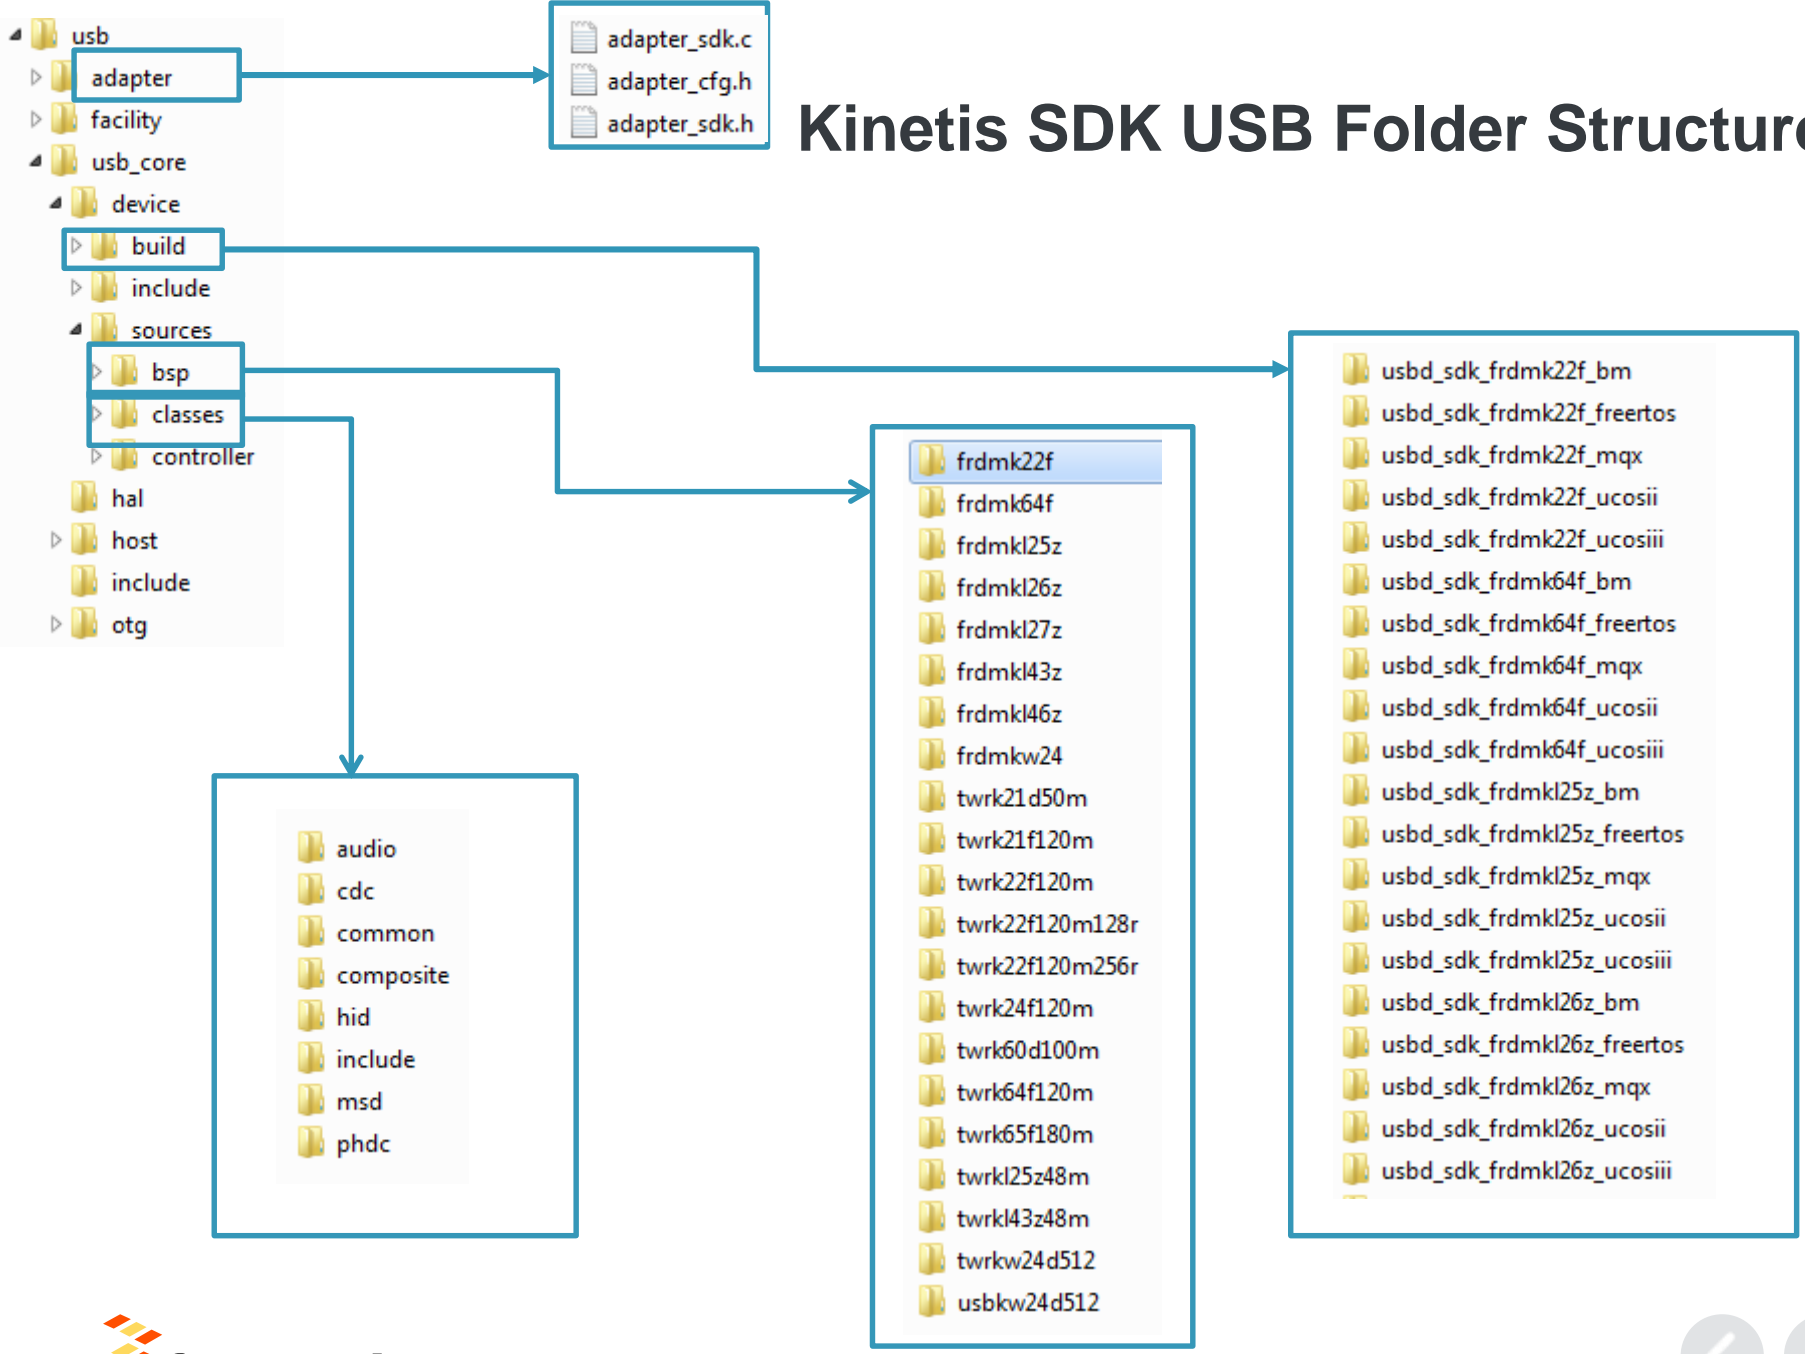 usb
adapter
facility
usb_core
device
build
include
sources
bsp
classes
controller
hal
host
include
otg
adapter_sdk.c
adapter_cfg.h
adapter_sdk.h
Kinetis SDK USB Folder Structure
audio
cdc
common
composite
hid
include
msd
phdc
frdmk22f
frdmk64f
frdmkl25z
frdmkl26z
frdmkl27z
frdmkl43z
frdmkl46z
frdmkw24
twrk21d50m
twrk21f120m
twrk22f120m
twrk22f120m128r
twrk22f120m256r
twrk24f120m
twrk60d100m
twrk64f120m
twrk65f180m
twrkl25z48m
twrkl43z48m
twrkw24d512
usbkw24d512
usbd_sdk_frdmk22f_bm
usbd_sdk_frdmk22f_freertos
usbd_sdk_frdmk22f_mqx
usbd_sdk_frdmk22f_ucosii
usbd_sdk_frdmk22f_ucosiii
usbd_sdk_frdmk64f_bm
usbd_sdk_frdmk64f_freertos
usbd_sdk_frdmk64f_mqx
usbd_sdk_frdmk64f_ucosii
usbd_sdk_frdmk64f_ucosiii
usbd_sdk_frdmkl25z_bm
usbd_sdk_frdmkl25z_freertos
usbd_sdk_frdmkl25z_mqx
usbd_sdk_frdmkl25z_ucosii
usbd_sdk_frdmkl25z_ucosiii
usbd_sdk_frdmkl26z_bm
usbd_sdk_frdmkl26z_freertos
usbd_sdk_frdmkl26z_mqx
usbd_sdk_frdmkl26z_ucosii
usbd_sdk_frdmkl26z_ucosiii